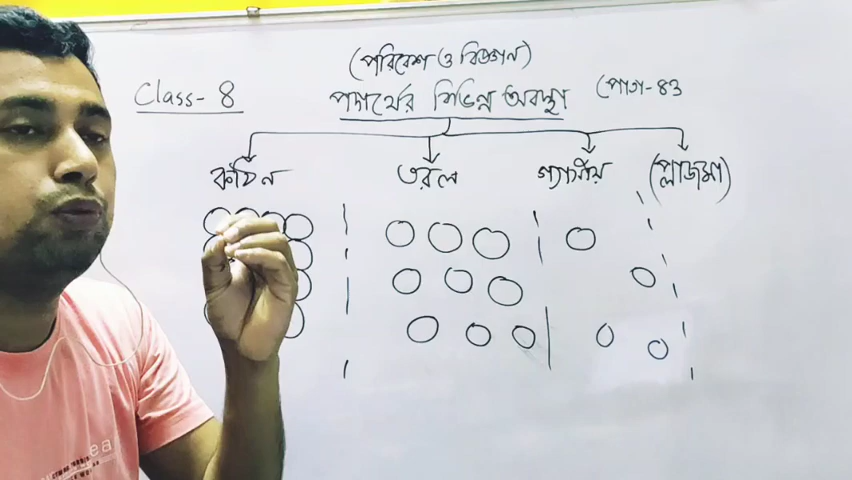 (পরিবেশ ও বিজ্ঞান)
Class- 8
পদার্থের বিভিন্ন অবস্থা
(পাতা-83
কঠিন
তরল
গ্যাসীয়
(প্লাজমা)